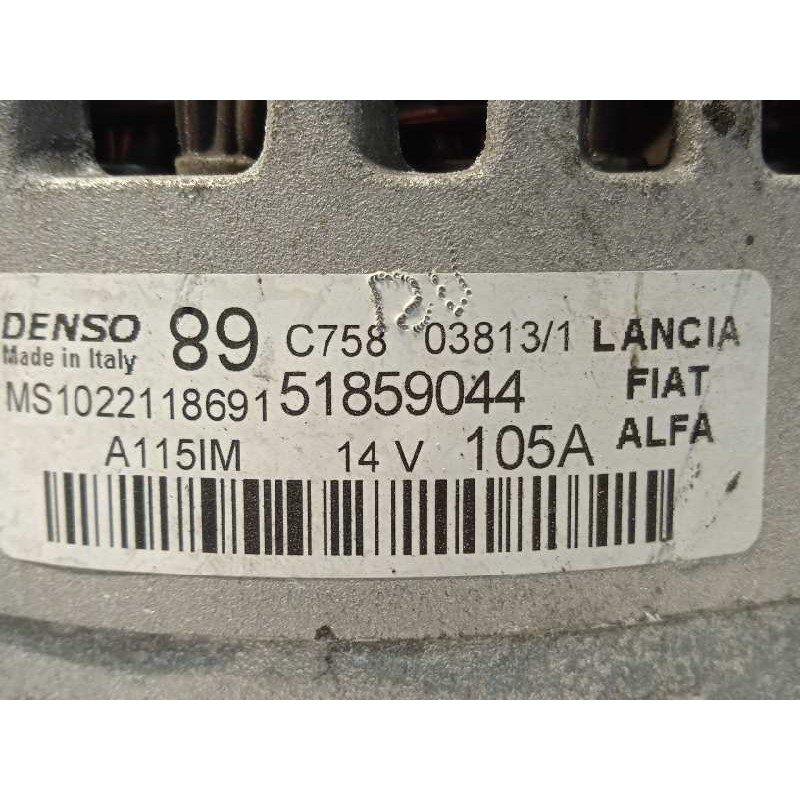 DENSO 89 C758 03813/1 LANCIA
Made in Italy
MS1022118691 51859044 FIAT
A115IM 14 V 105A ALFA